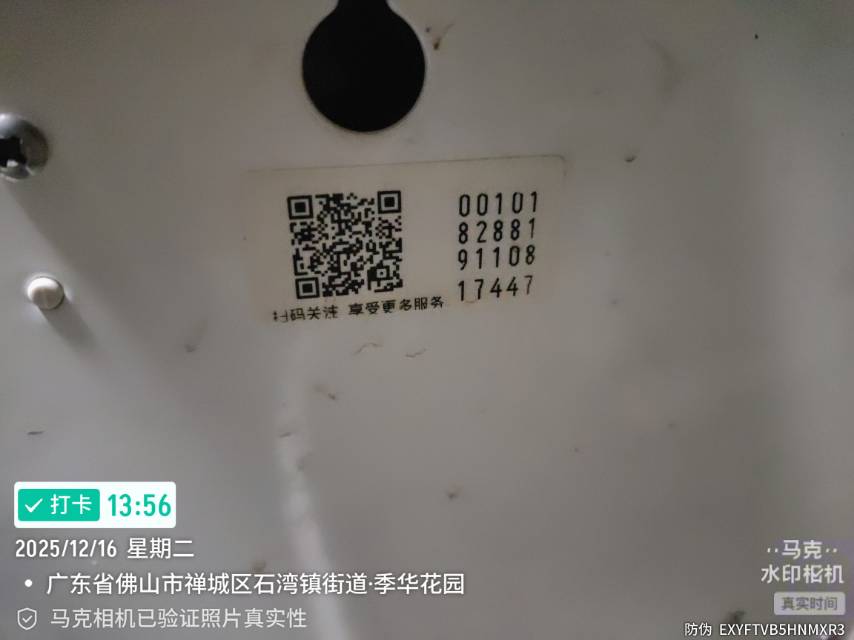 00101
82881
91108
17447
扫码关注 享受更多服务
打卡 13:56
2025/12/16 星期二
广东省佛山市禅城区石湾镇街道·季华花园
马克相机已验证照片真实性
马克
水印相机
真实时间
防伪 EXYFTVB5HNMXR3